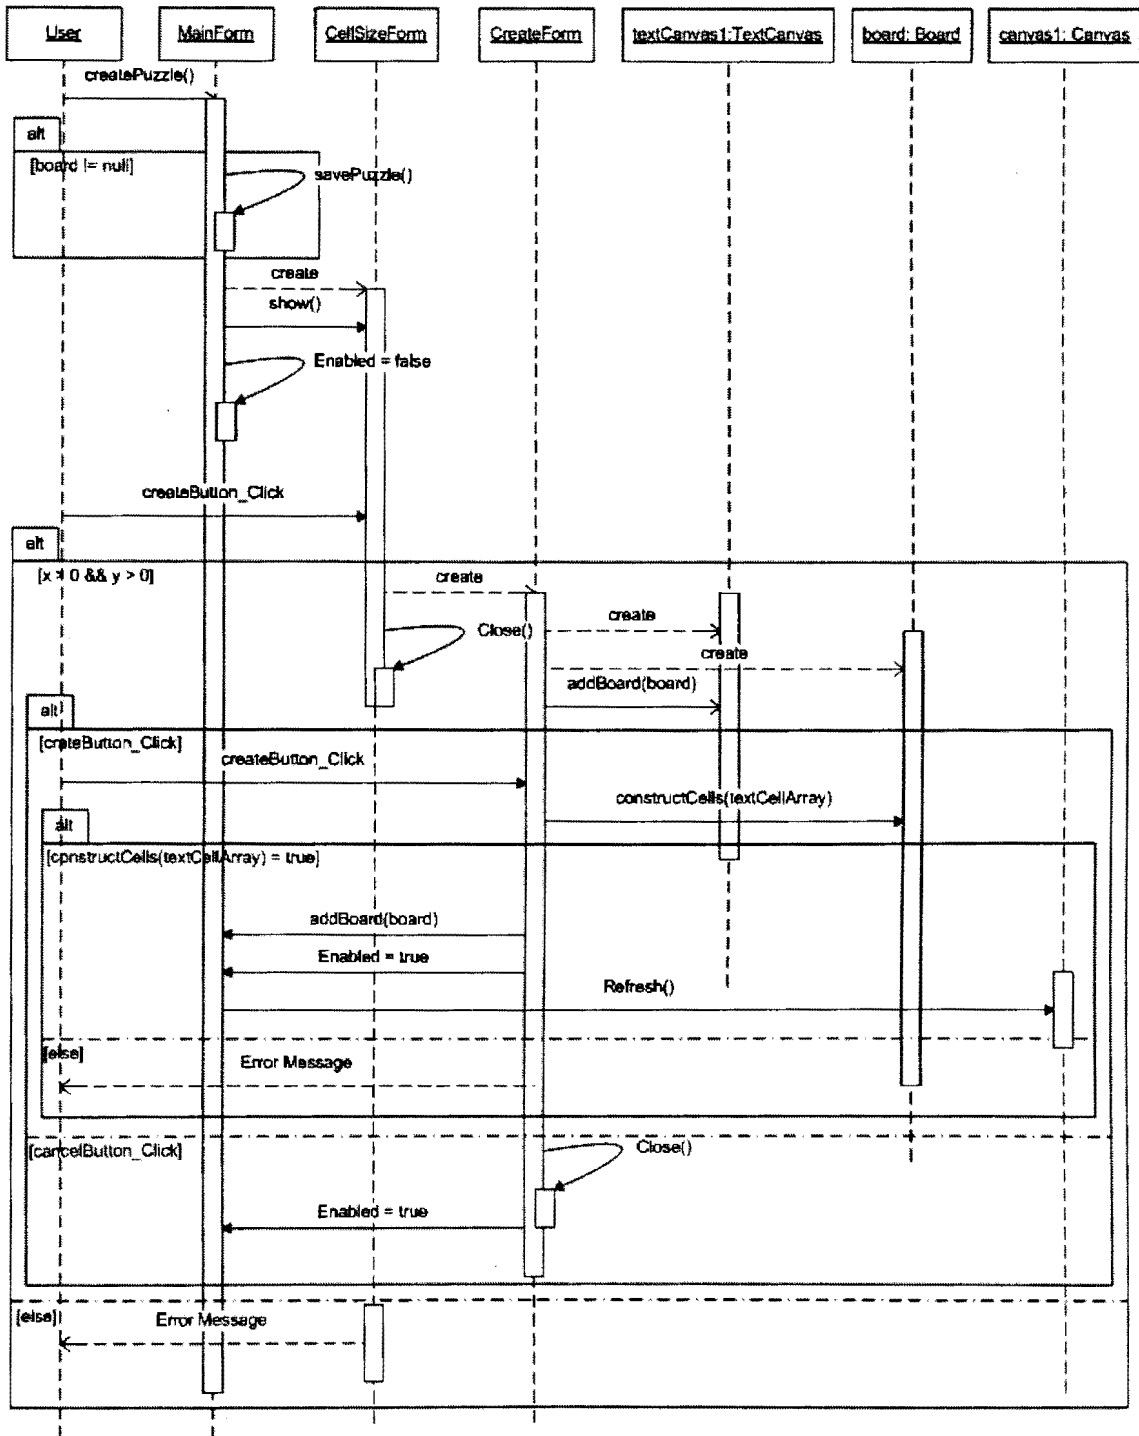 User
MainForm
CellSizeForm
CreateForm
textCanvas1:TextCanvas
board: Board
canvas1: Canvas
createPuzzle()
alt
[board != null]
savePuzzle()
create
show()
Enabled = false
createButton_Click
alt
[x > 0 && y > 0]
create
Close()
create
create
addBoard(board)
alt
[crateButton_Click]
createButton_Click
constructCells(textCellArray)
alt
[constructCells(textCellArray) = true]
addBoard(board)
Enabled = true
Refresh()
[else]
Error Message
[cancelButton_Click]
Close()
Enabled = true
[else]
Error Message